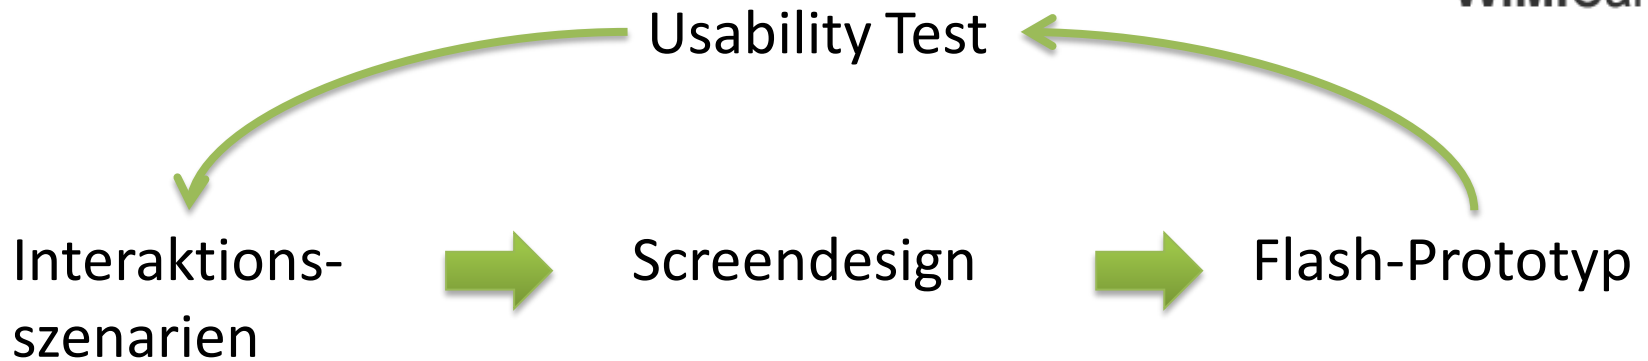 Usability Test
Interaktions-
szenarien
Screendesign
Flash-Prototyp